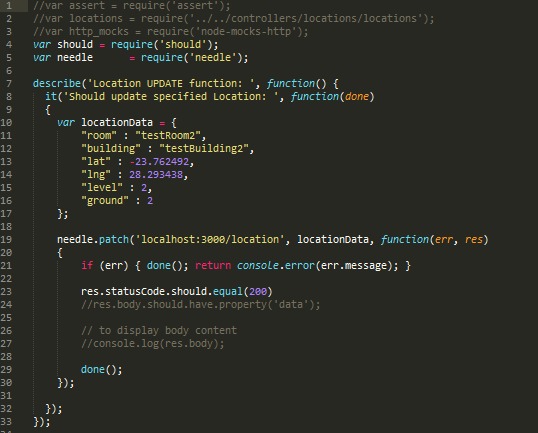 1 //var assert = require('assert');
2 //var locations = require('../../controllers/locations/locations');
3 //var http_mocks = require('node-mocks-http');
4 var should = require('should');
5 var needle     = require('needle');
6
7 describe('Location UPDATE function: ', function() {
8   it('Should update specified Location: ', function(done)
9   {
10     var locationData = {
11         "room" : "testRoom2",
12         "building" : "testBuilding2",
13         "lat" : -23.762492,
14         "lng" : 28.293438,
15         "level" : 2,
16         "ground" : 2
17     };
18
19     needle.patch('localhost:3000/location', locationData, function(err, res)
20     {
21         if (err) { done(); return console.error(err.message); }
22
23         res.statusCode.should.equal(200)
24         //res.body.should.have.property('data');
25
26         // to display body content
27         //console.log(res.body);
28
29         done();
30     });
31
32   });
33 });